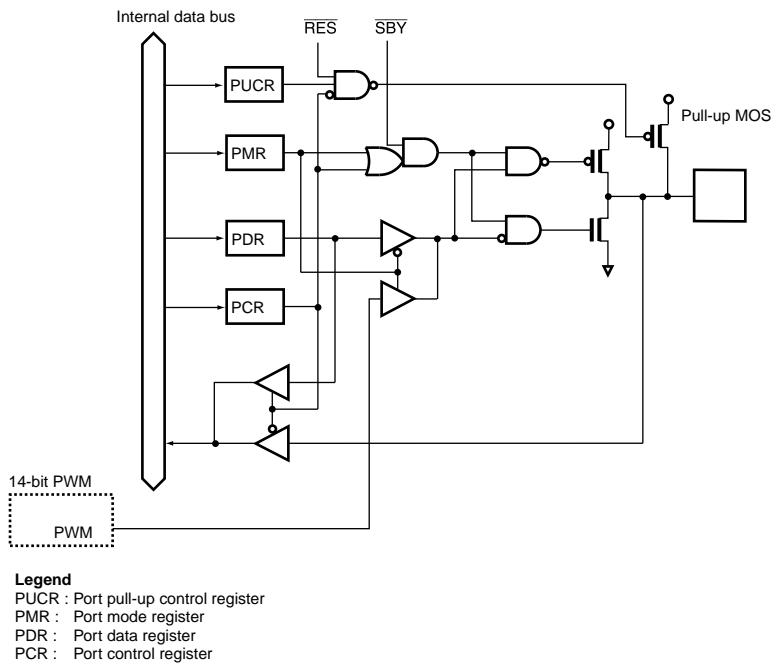 Internal data bus
RES
SBY
PUCR
Pull-up MOS
PMR
PDR
PCR
14-bit PWM
PWM
Legend
PUCR : Port pull-up control register
PMR : Port mode register
PDR : Port data register
PCR : Port control register